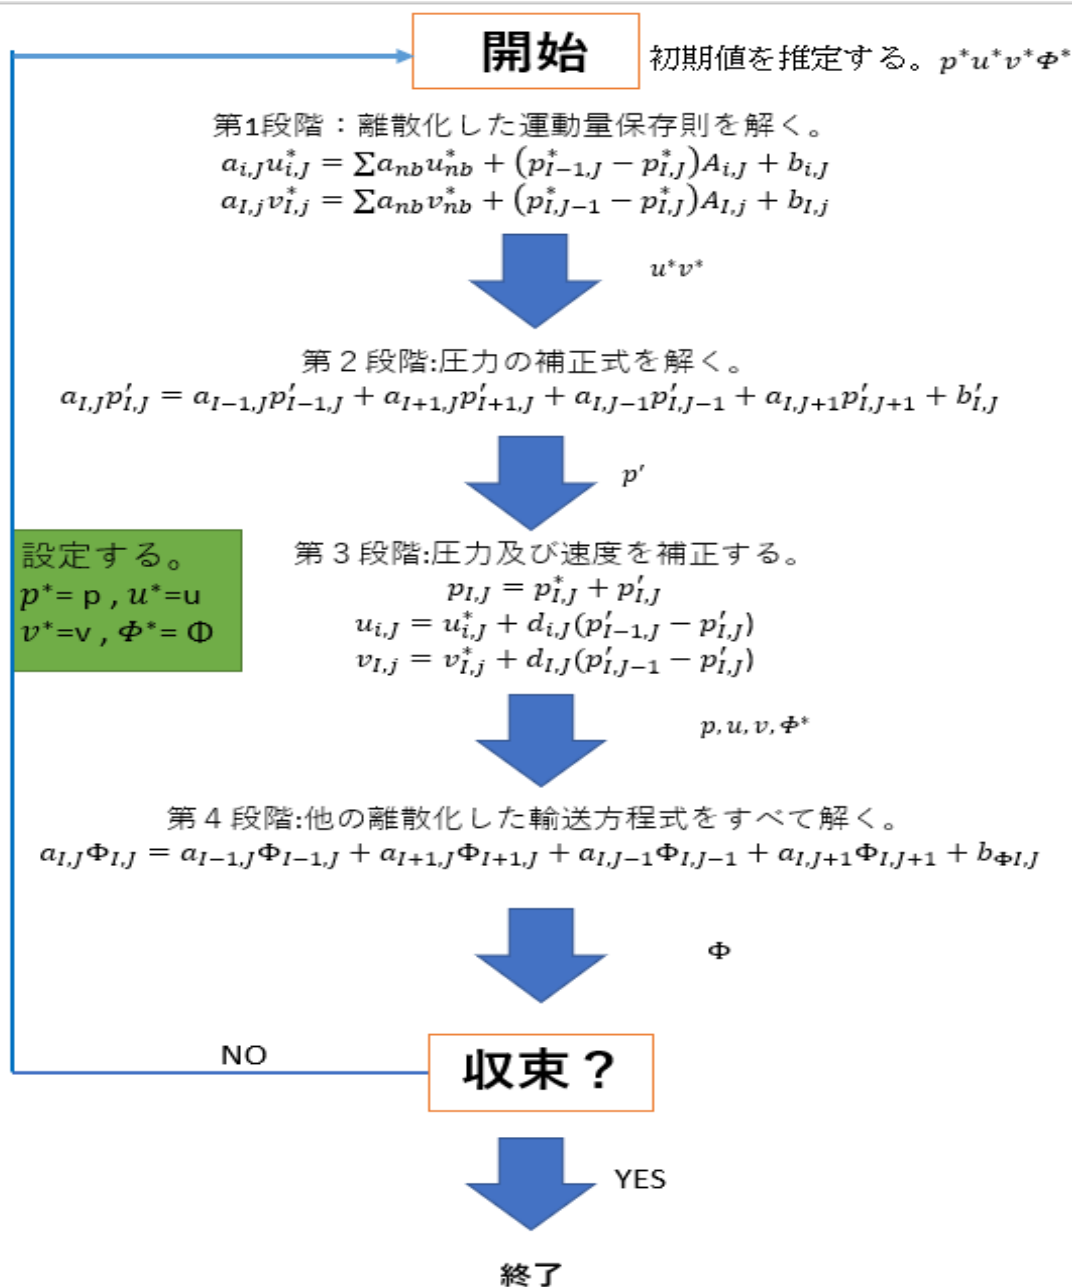 開始
初期値を推定する。 p*u*v*Φ*
第1段階：離散化した運動量保存則を解く。
a_{i,J}u*_{i,J} = ∑a_{nb}u*_{nb} + (p*_{I-1,J} − p*_{I,J})A_{i,J} + b_{i,J}
a_{I,j}v*_{I,j} = ∑a_{nb}v*_{nb} + (p*_{I,J-1} − p*_{I,J})A_{I,j} + b_{I,j}
u*v*
第２段階:圧力の補正式を解く。
a_{I,J}p′_{I,J} = a_{I-1,J}p′_{I-1,J} + a_{I+1,J}p′_{I+1,J} + a_{I,J-1}p′_{I,J-1} + a_{I,J+1}p′_{I,J+1} + b′_{I,J}
p′
設定する。
p*= p , u*=u
v*=v , Φ*= Φ
第３段階:圧力及び速度を補正する。
p_{I,J} = p*_{I,J} + p′_{I,J}
u_{i,J} = u*_{i,J} + d_{i,J}(p′_{I-1,J} − p′_{I,J})
v_{I,j} = v*_{I,j} + d_{I,J}(p′_{I,J-1} − p′_{I,J})
p, u, v, Φ*
第４段階:他の離散化した輸送方程式をすべて解く。
a_{I,J}Φ_{I,J} = a_{I-1,J}Φ_{I-1,J} + a_{I+1,J}Φ_{I+1,J} + a_{I,J-1}Φ_{I,J-1} + a_{I,J+1}Φ_{I,J+1} + b_{ΦI,J}
Φ
NO
収束？
YES
終了